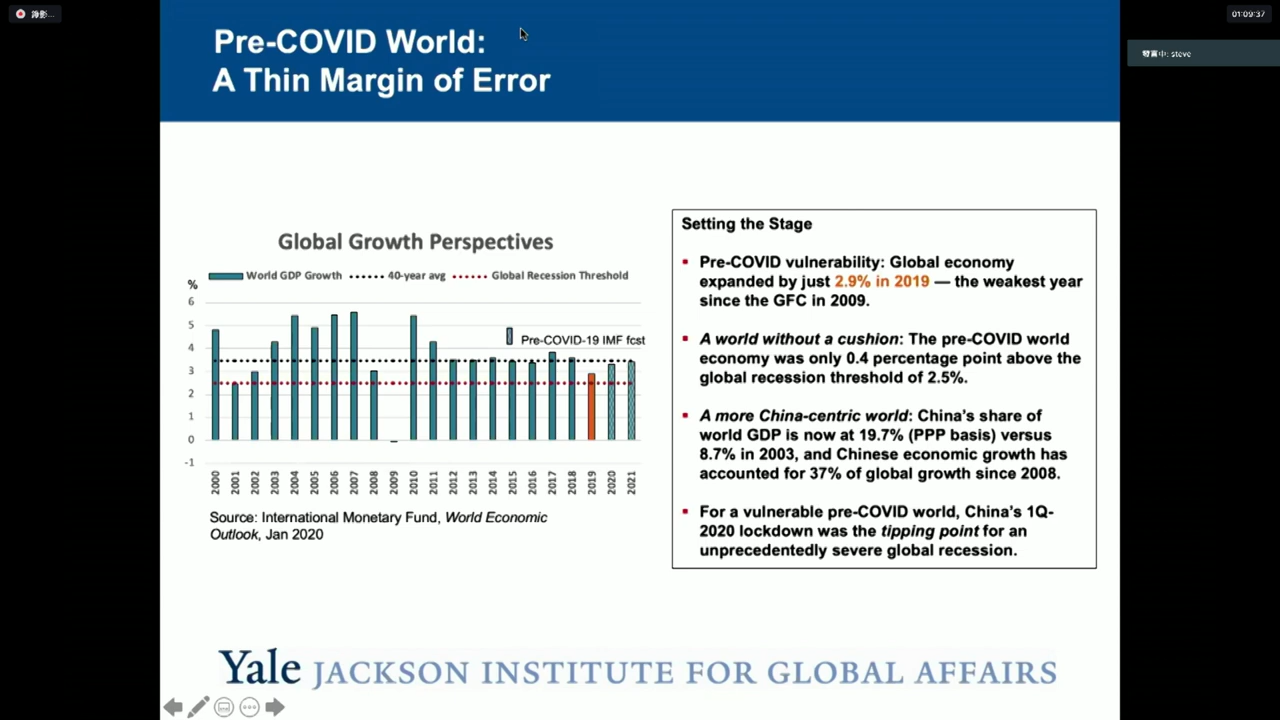 錄影...
01:09:37
發言中: steve
Pre-COVID World:
A Thin Margin of Error
Global Growth Perspectives
World GDP Growth
40-year avg
Global Recession Threshold
%
6
5
4
3
2
1
0
-1
Pre-COVID-19 IMF fcst
2000
2001
2002
2003
2004
2005
2006
2007
2008
2009
2010
2011
2012
2013
2014
2015
2016
2017
2018
2019
2020
2021
Source: International Monetary Fund, World Economic
Outlook, Jan 2020
Setting the Stage
▪ Pre-COVID vulnerability: Global economy
expanded by just 2.9% in 2019 — the weakest year
since the GFC in 2009.
▪ A world without a cushion: The pre-COVID world
economy was only 0.4 percentage point above the
global recession threshold of 2.5%.
▪ A more China-centric world: China's share of
world GDP is now at 19.7% (PPP basis) versus
8.7% in 2003, and Chinese economic growth has
accounted for 37% of global growth since 2008.
▪ For a vulnerable pre-COVID world, China's 1Q-
2020 lockdown was the tipping point for an
unprecedentedly severe global recession.
Yale JACKSON INSTITUTE FOR GLOBAL AFFAIRS